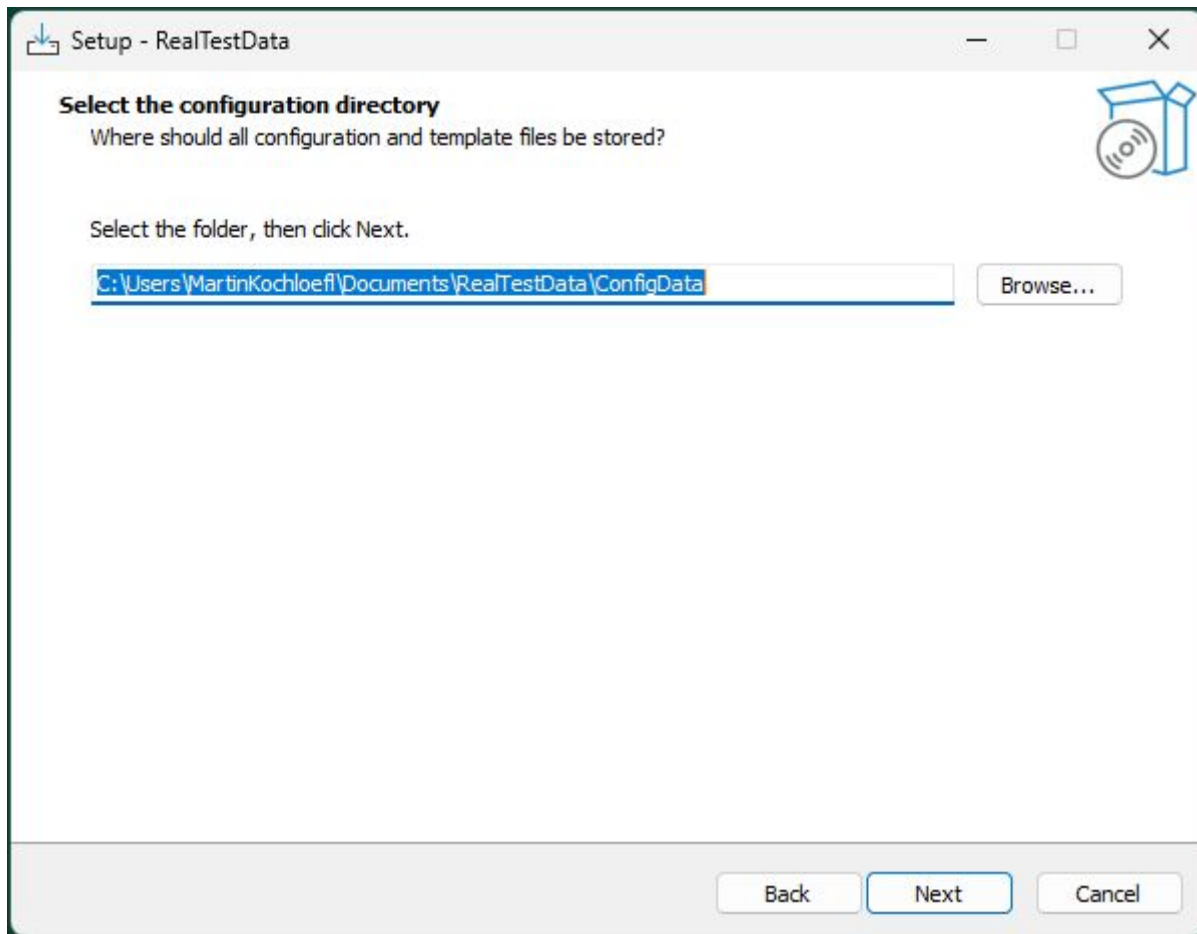 Setup - RealTestData
Select the configuration directory
Where should all configuration and template files be stored?
Select the folder, then click Next.
C:\Users\MartinKochloefl\Documents\RealTestData\ConfigData
Browse...
Back
Next
Cancel